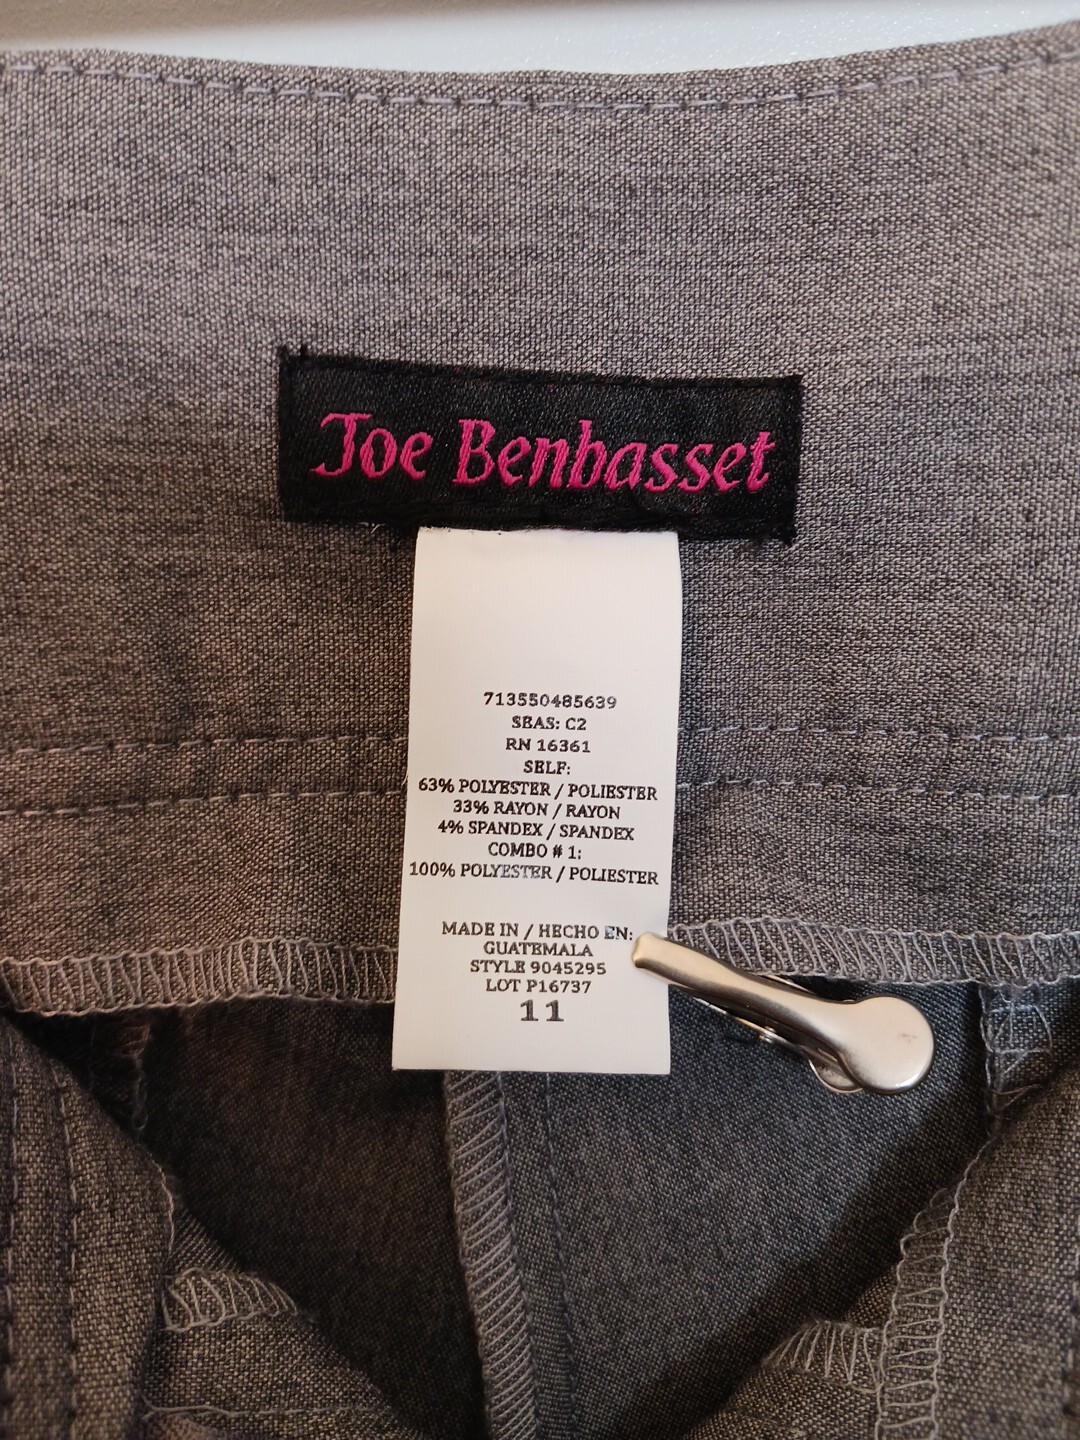 Joe Benbasset
713550485639
SEAS: C2
RN 16361
SELF:
63% POLYESTER / POLIESTER
33% RAYON / RAYON
4% SPANDEX / SPANDEX
COMBO # 1:
100% POLYESTER / POLIESTER
MADE IN / HECHO EN:
GUATEMALA
STYLE 9045295
LOT P16737
11